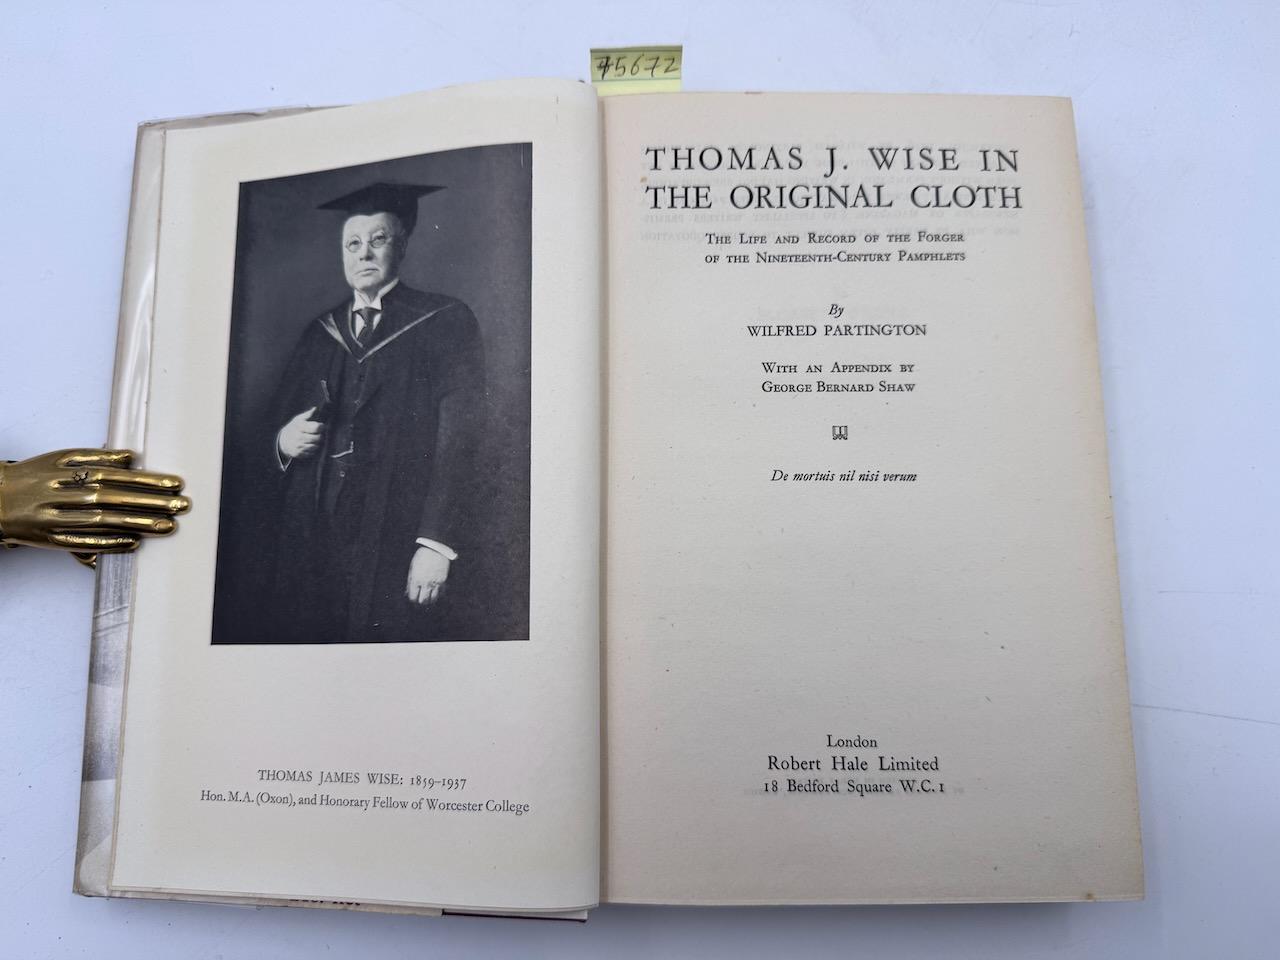 75672
THOMAS JAMES WISE: 1859–1937
Hon. M.A. (Oxon), and Honorary Fellow of Worcester College
THOMAS J. WISE IN
THE ORIGINAL CLOTH
The Life and Record of the Forger
of the Nineteenth-Century Pamphlets
By
WILFRED PARTINGTON
With an Appendix by
George Bernard Shaw
De mortuis nil nisi verum
London
Robert Hale Limited
18 Bedford Square W.C.1